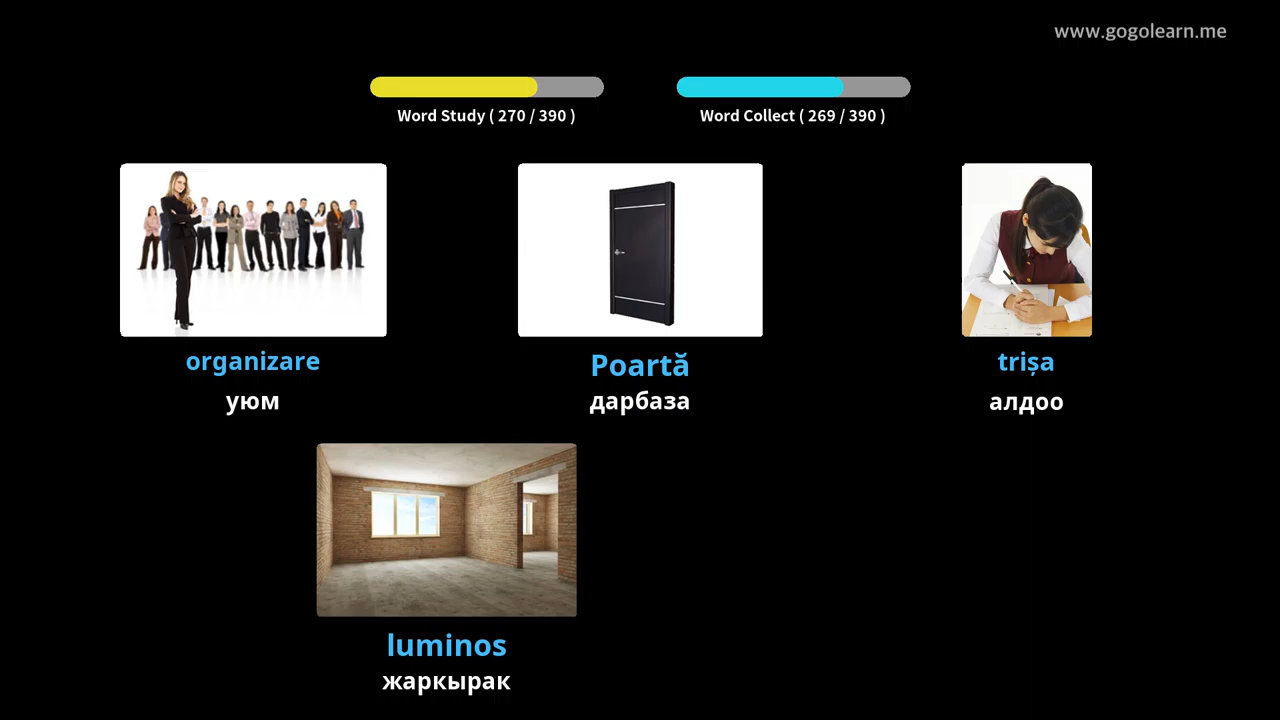 www.gogolearn.me
Word Study ( 270 / 390 )
Word Collect ( 269 / 390 )
organizare
уюм
Poartă
дарбаза
trișa
алдоо
luminos
жаркырак